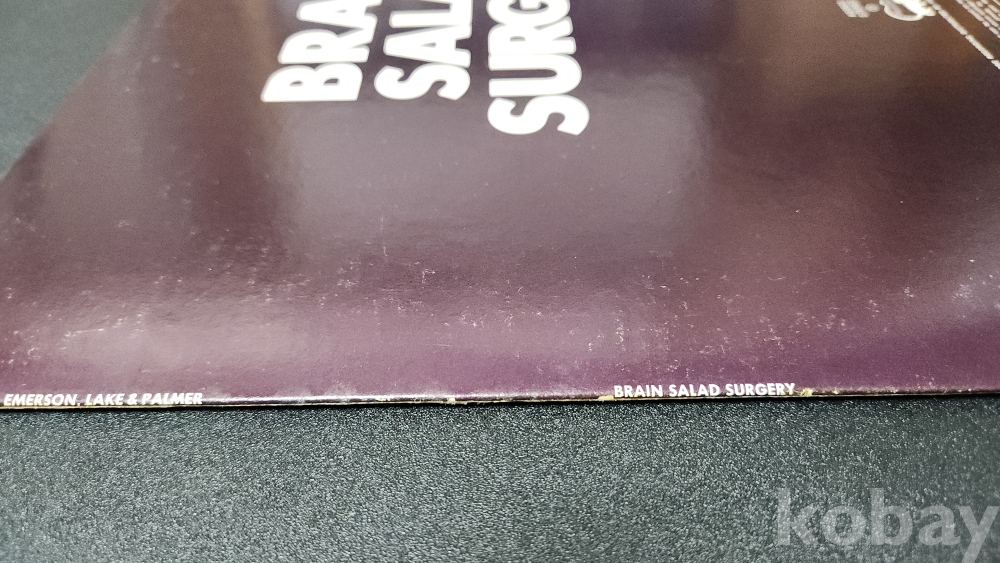 BRA
SAL
SURG
EMERSON, LAKE & PALMER
BRAIN SALAD SURGERY
kobay